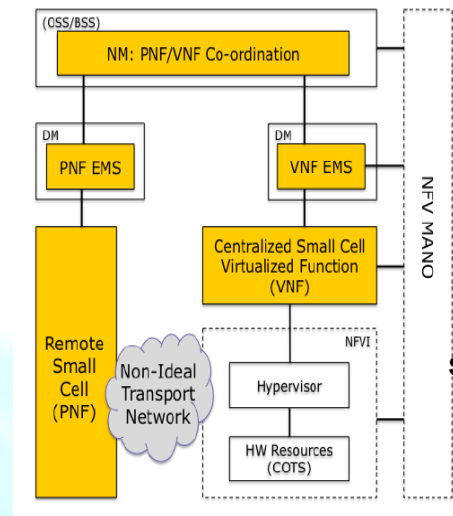 (OSS/BSS)
NM: PNF/VNF Co-ordination
DM
PNF EMS
DM
VNF EMS
NFV MANO
Centralized Small Cell
Virtualized Function
(VNF)
Remote
Small
Cell
(PNF)
Non-Ideal
Transport
Network
NFVI
Hypervisor
HW Resources
(COTS)